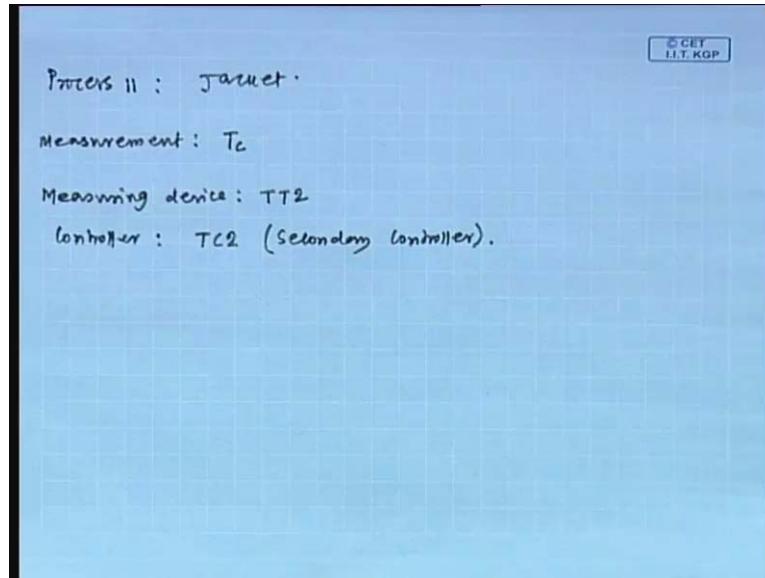 © CET
I.I.T. KGP
Process II : Jacket.
Measurement : Tc
Measuring device : TT2
Controller : TC2 (Secondary Controller).